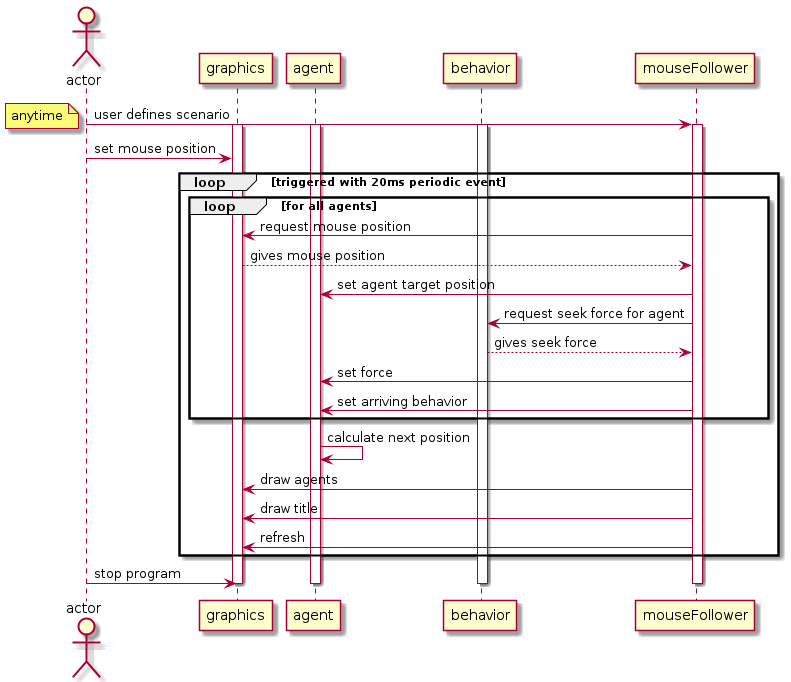 actor
graphics
agent
behavior
mouseFollower
anytime
user defines scenario
set mouse position
loop [triggered with 20ms periodic event]
loop [for all agents]
request mouse position
gives mouse position
set agent target position
request seek force for agent
gives seek force
set force
set arriving behavior
calculate next position
draw agents
draw title
refresh
stop program
actor
graphics
agent
behavior
mouseFollower